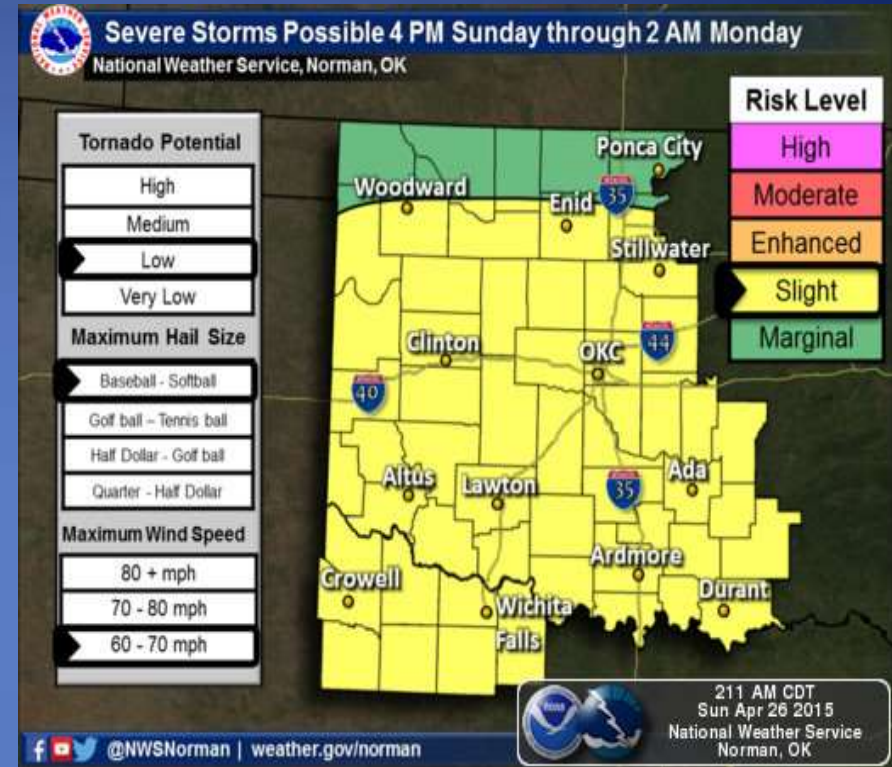 Severe Storms Possible 4 PM Sunday through 2 AM Monday
National Weather Service, Norman, OK
Tornado Potential
High
Medium
Low
Very Low
Maximum Hail Size
Baseball - Softball
Golf ball – Tennis ball
Half Dollar - Golf ball
Quarter - Half Dollar
Maximum Wind Speed
80 + mph
70 - 80 mph
60 - 70 mph
Risk Level
High
Moderate
Enhanced
Slight
Marginal
Ponca City
Woodward
Enid
35
Stillwater
Clinton
OKC
44
40
Altus
Lawton
35
Ada
Ardmore
Crowell
Durant
Wichita
Falls
211 AM CDT
Sun Apr 26 2015
National Weather Service
Norman, OK
@NWSNorman | weather.gov/norman